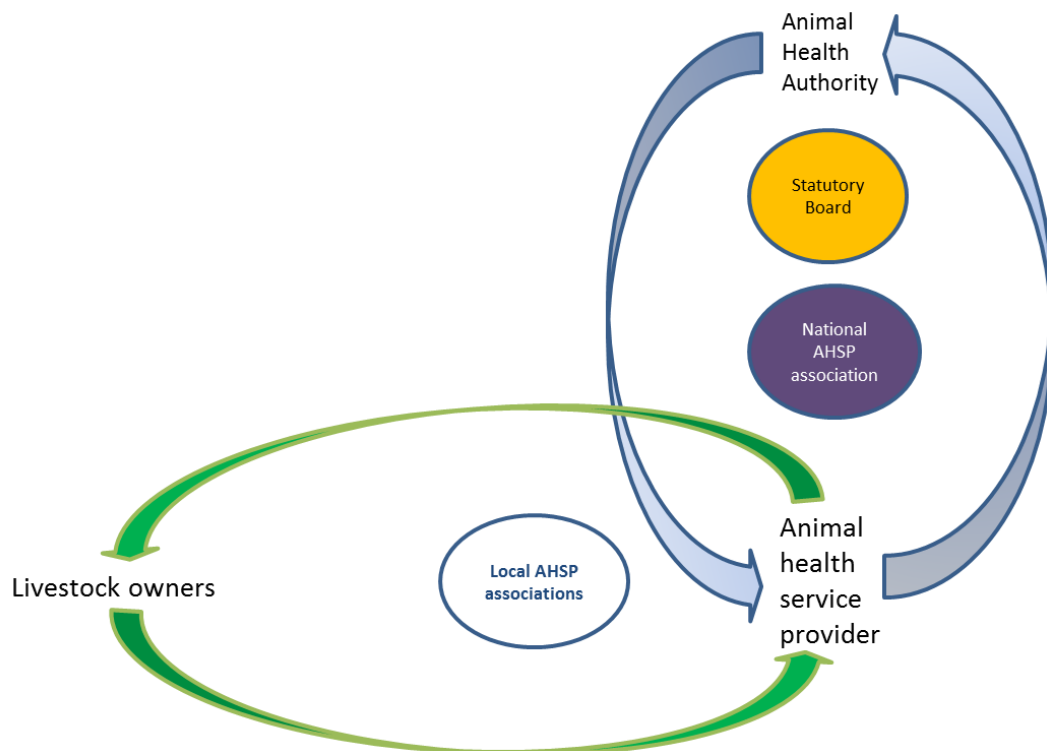 Animal
Health
Authority
Statutory
Board
National
AHSP
association
Livestock owners
Local AHSP
associations
Animal
health
service
provider